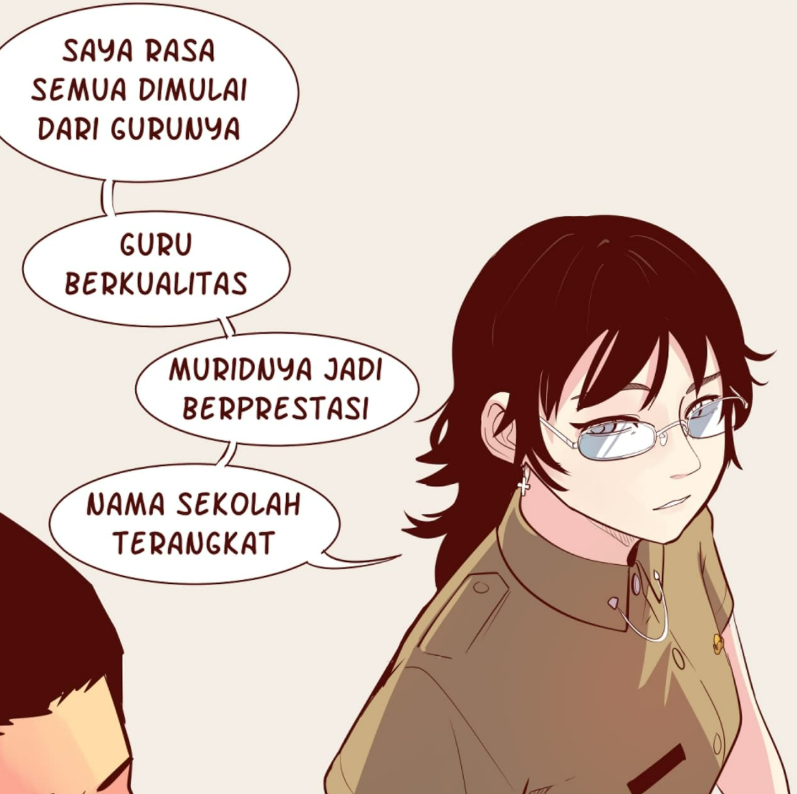 SAYA RASA
SEMUA DIMULAI
DARI GURUNYA
GURU
BERKUALITAS
MURIDNYA JADI
BERPRESTASI
NAMA SEKOLAH
TERANGKAT